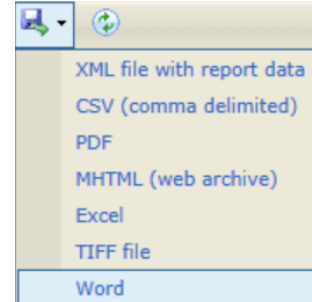 XML file with report data
CSV (comma delimited)
PDF
MHTML (web archive)
Excel
TIFF file
Word